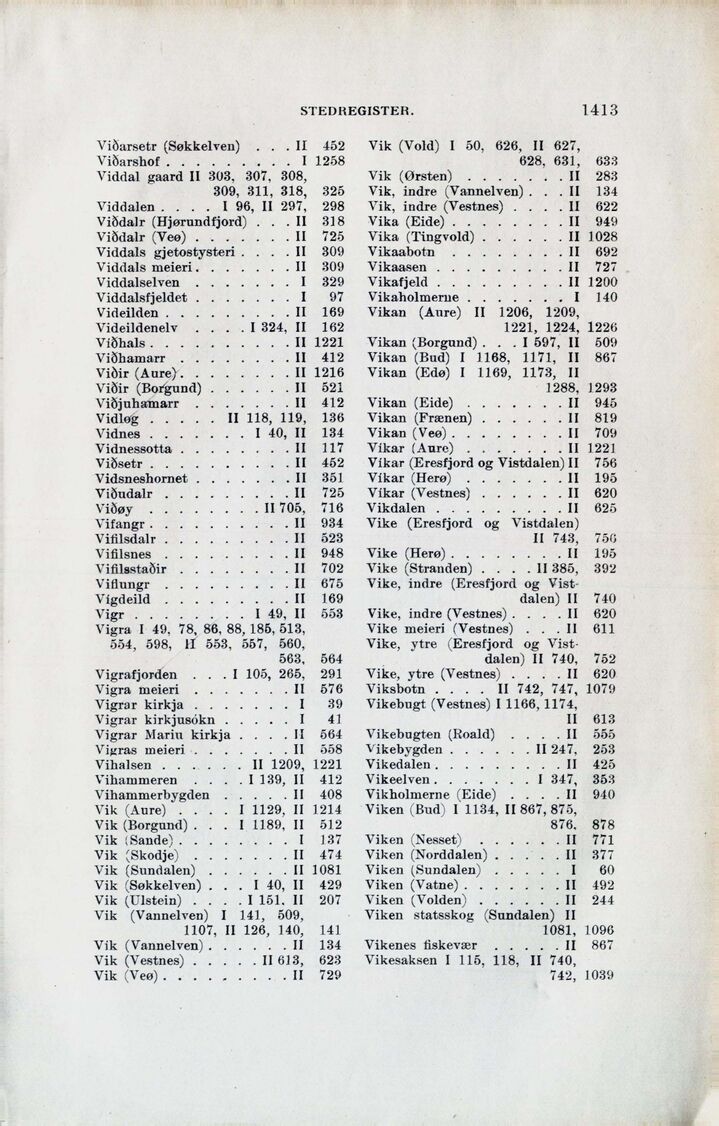 STEDREGISTER. 1413
Viðarsetr (Søkkelven) . . . II 452
Viðarshof . . . . . . . . . I 1258
Viddal gaard II 303, 307, 308,
309, 311, 318, 325
Viddalen . . . . I 96, II 297, 298
Viðdalr (Hjørundfjord) . . . II 318
Viðdalr (Veø) . . . . . . . II 725
Viddals gjetostysteri . . . . II 309
Viddals meieri . . . . . . . II 309
Viddalselven . . . . . . . I 329
Viddalsfjeldet . . . . . . . I 97
Videilden . . . . . . . . . II 169
Videildenelv . . . . I 324, II 162
Viðhals . . . . . . . . . . II 1221
Viðhamarr . . . . . . . . II 412
Viðir (Aure) . . . . . . . . II 1216
Viðir (Borgund) . . . . . . II 521
Viðjuhamarr . . . . . . . II 412
Vidløg . . . . . II 118, 119, 136
Vidnes . . . . . . . I 40, II 134
Vidnessotta . . . . . . . . II 117
Viðsetr . . . . . . . . . . II 452
Vidsneshornet . . . . . . . II 351
Viðudalr . . . . . . . . . II 725
Viðøy . . . . . . . . II 705, 716
Vifangr . . . . . . . . . . II 934
Vifilsdalr . . . . . . . . . II 523
Vifilsnes . . . . . . . . . II 948
Vifilsstaðir . . . . . . . . II 702
Viflungr . . . . . . . . . II 675
Vígdeild . . . . . . . . . II 169
Vigr . . . . . . . . I 49, II 553
Vigra I 49, 78, 86, 88, 185, 513,
554, 598, II 553, 557, 560,
563, 564
Vigrafjorden . . . I 105, 265, 291
Vigra meieri . . . . . . . II 576
Vigrar kirkja . . . . . . . I 39
Vigrar kirkjusókn . . . . . I 41
Vigrar Mariu kirkja . . . . II 564
Vigras meieri . . . . . . . II 558
Vihalsen . . . . . . II 1209, 1221
Vihammeren . . . . I 139, II 412
Vihammerbygden . . . . . II 408
Vik (Aure) . . . . I 1129, II 1214
Vik (Borgund) . . . I 1189, II 512
Vik (Sande) . . . . . . . . I 137
Vik (Skodje) . . . . . . . II 474
Vik (Sundalen) . . . . . . II 1081
Vik (Søkkelven) . . . I 40, II 429
Vik (Ulstein) . . . . I 151, II 207
Vik (Vannelven) I 141, 509,
1107, II 126, 140, 141
Vík (Vannelven) . . . . . . II 134
Vik (Vestnes) . . . . . II 613, 623
Vik (Veø) . . . . . . . . . II 729
Vik (Vold) I 50, 626, II 627,
628, 631, 633
Vik (Ørsten) . . . . . . . II 283
Vik, indre (Vannelven) . . . II 134
Vik, indre (Vestnes) . . . . II 622
Vika (Eide) . . . . . . . . II 949
Vika (Tingvold) . . . . . . II 1028
Vikaabotn . . . . . . . . II 692
Vikaasen . . . . . . . . . II 727
Vikafjeld . . . . . . . . . II 1200
Vikaholmerne . . . . . . . I 140
Vikan (Aure) II 1206, 1209,
1221, 1224, 1226
Vikan (Borgund) . . . I 597, II 509
Vikan (Bud) I 1168, 1171, II 867
Vikan (Edø) I 1169, 1173, II
1288, 1293
Vikan (Eide) . . . . . . . II 945
Vikan (Frænen) . . . . . . II 819
Vikan (Veø) . . . . . . . . II 709
Víkar (Aure) . . . . . . . II 1221
Víkar (Eresfjord og Vistdalen) II 756
Víkar (Herø) . . . . . . . II 195
Víkar (Vestnes) . . . . . . II 620
Vikdalen . . . . . . . . . II 625
Vike (Eresfjord og Vistdalen)
II 743, 756
Vike (Herø) . . . . . . . . II 195
Vike (Stranden) . . . . II 385, 392
Vike, indre (Eresfjord og Vist-
dalen) II 740
Vike, indre (Vestnes) . . . . II 620
Vike meieri (Vestnes) . . . II 611
Vike, ytre (Eresfjord og Vist-
dalen) II 740, 752
Vike, ytre (Vestnes) . . . . II 620
Viksbotn . . . . II 742, 747, 1079
Vikebugt (Vestnes) I 1166, 1174,
II 613
Vikebugten (Roald) . . . . II 555
Vikebygden . . . . . . II 247, 253
Vikedalen . . . . . . . . . II 425
Vikeelven . . . . . . . I 347, 353
Vikholmerne (Eide) . . . . II 940
Viken (Bud) I 1134, II 867, 875,
876, 878
Viken (Nesset) . . . . . . II 771
Viken (Norddalen) . . . . . II 377
Viken (Sundalen) . . . . . I 60
Viken (Vatne) . . . . . . . II 492
Viken (Volden) . . . . . . II 244
Viken statsskog (Sundalen) II
1081, 1096
Vikenes fiskevær . . . . . II 867
Vikesaksen I 115, 118, II 740,
742, 1039